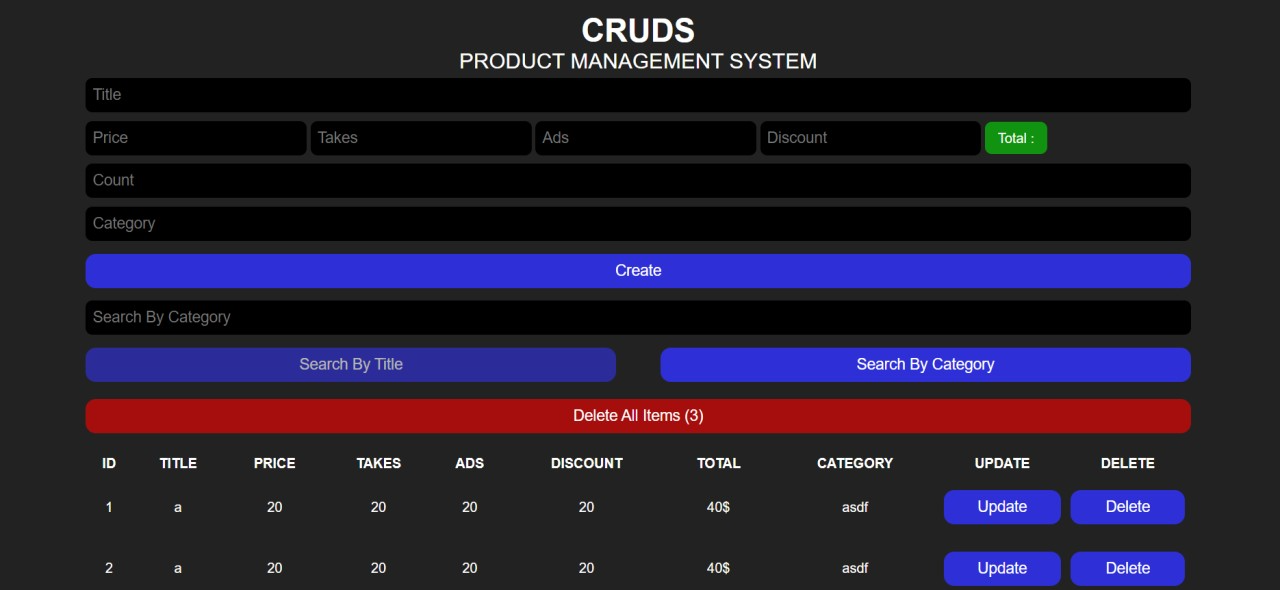 CRUDS
PRODUCT MANAGEMENT SYSTEM
Title
Price Takes Ads Discount Total :
Count
Category
Create
Search By Category
Search By Title Search By Category
Delete All Items (3)
ID TITLE PRICE TAKES ADS DISCOUNT TOTAL CATEGORY UPDATE DELETE
1 a 20 20 20 20 40$ asdf Update Delete
2 a 20 20 20 20 40$ asdf Update Delete